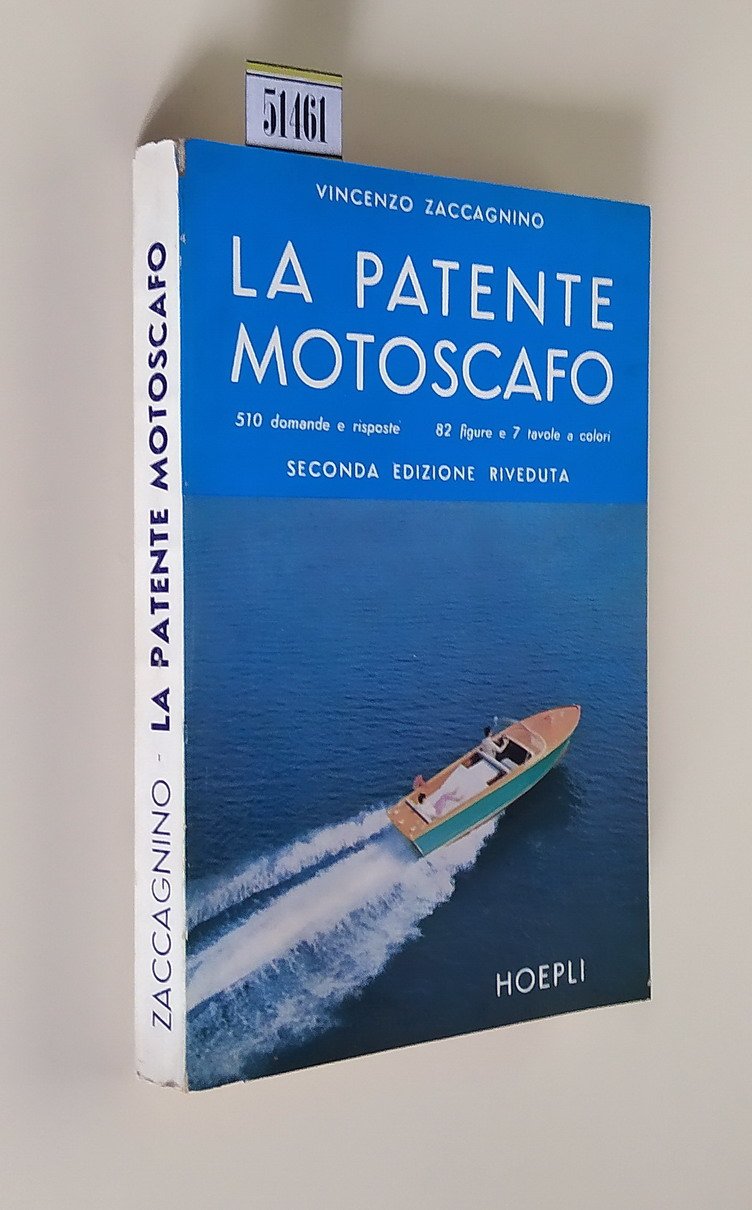 51461
VINCENZO ZACCAGNINO
LA PATENTE
MOTOSCAFO
510 domande e risposte 82 figure e 7 tavole a colori
SECONDA EDIZIONE RIVEDUTA
HOEPLI
ZACCAGNINO - LA PATENTE MOTOSCAFO